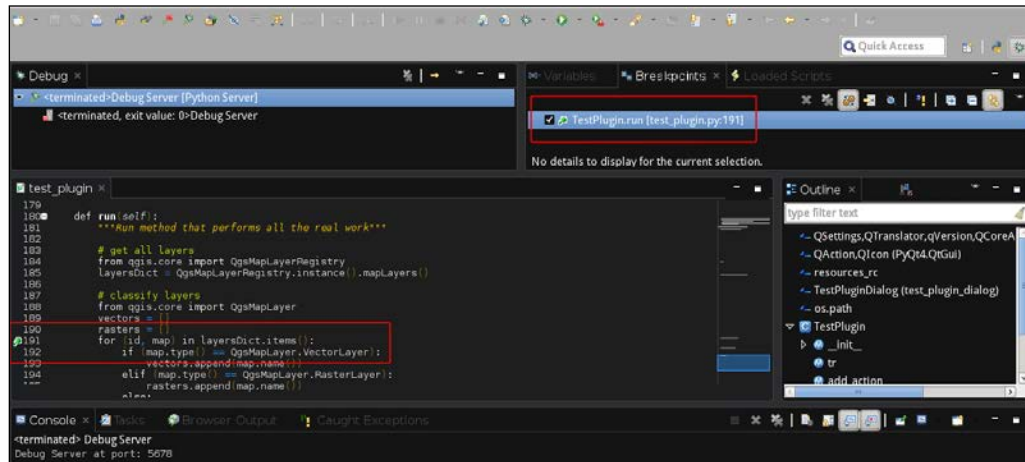 Quick Access
Debug ×
<terminated>Debug Server [Python Server]
<terminated, exit value: 0>Debug Server
Variables
Breakpoints ×
Loaded Scripts
TestPlugin.run [test_plugin.py:191]
No details to display for the current selection.
test_plugin ×
179
180 def run(self):
181 """Run method that performs all the real work"""
182
183 # get all layers
184 from qgis.core import QgsMapLayerRegistry
185 layersDict = QgsMapLayerRegistry.instance().mapLayers()
186
187 # classify layers
188 from qgis.core import QgsMapLayer
189 vectors = []
190 rasters = []
191 for (id, map) in layersDict.items():
192 if (map.type() == QgsMapLayer.VectorLayer):
193 vectors.append(map.name())
194 elif (map.type() == QgsMapLayer.RasterLayer):
rasters.append(map.name())
else:
Outline ×
type filter text
QSettings,QTranslator,qVersion,QCoreA
QAction,QIcon (PyQt4.QtGui)
resources_rc
TestPluginDialog (test_plugin_dialog)
os.path
TestPlugin
__init__
tr
add_action
Console ×
Tasks
Browser Output
Caught Exceptions
<terminated> Debug Server
Debug Server at port: 5678